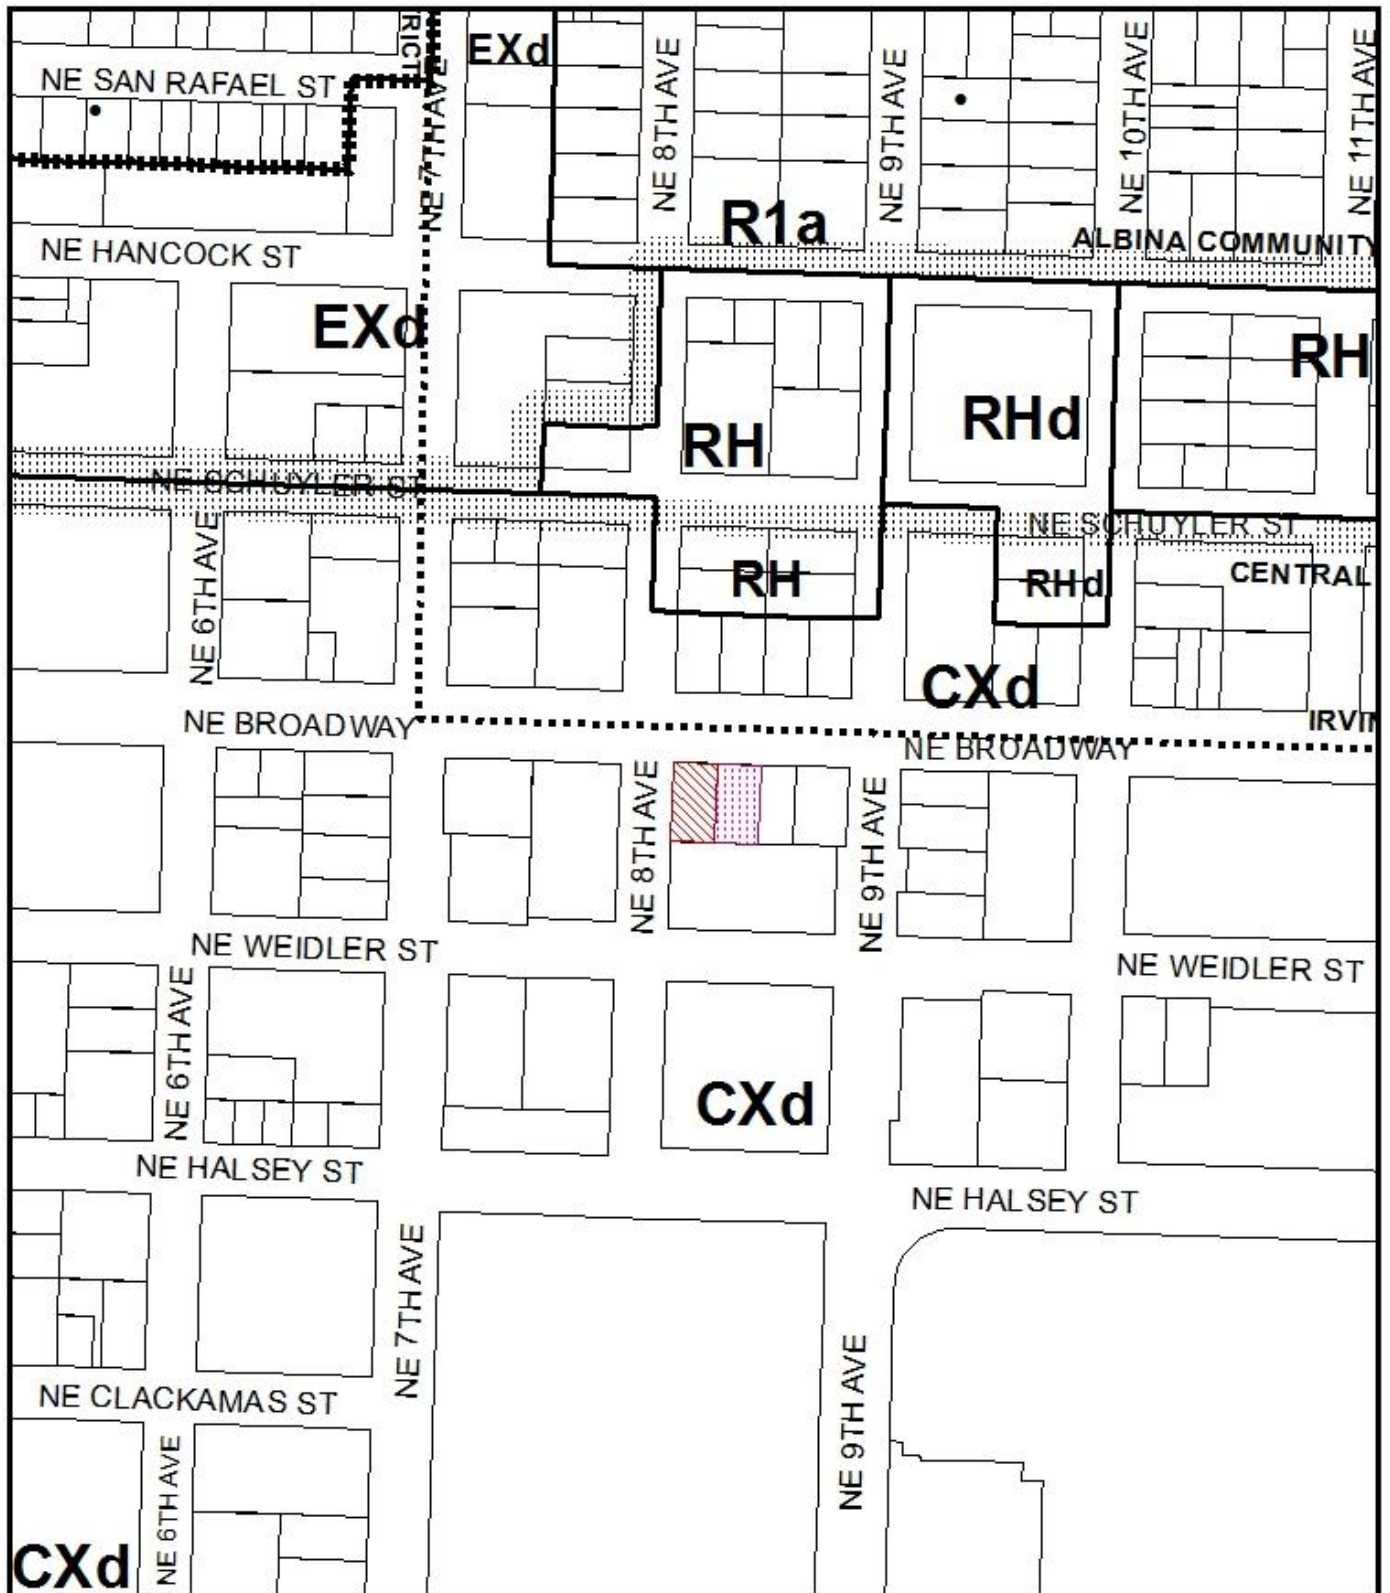 RICT
EXd
NE SAN RAFAEL ST
NE 7TH AVE
NE 8TH AVE
NE 9TH AVE
NE 10TH AVE
NE 11TH AVE
R1a
ALBINA COMMUNITY
NE HANCOCK ST
EXd
RH
RHd
RH
NE SCHUYLER ST
NE SCHUYLER ST
NE 6TH AVE
RH
RHd
CENTRAL
CXd
IRVIN
NE BROADWAY
NE BROADWAY
NE 8TH AVE
NE 9TH AVE
NE WEIDLER ST
NE WEIDLER ST
NE 6TH AVE
CXd
NE HALSEY ST
NE HALSEY ST
NE 7TH AVE
NE 9TH AVE
NE CLACKAMAS ST
NE 6TH AVE
CXd